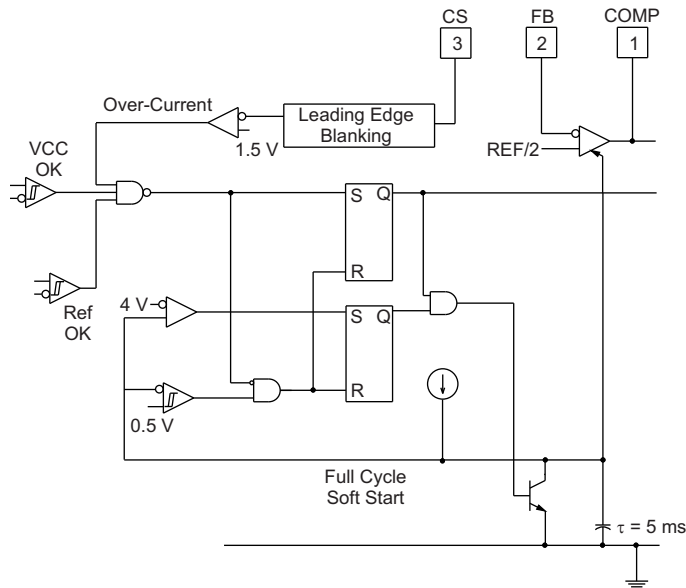 CS FB COMP
3 2 1
Over-Current
Leading Edge
Blanking
1.5 V
REF/2
VCC
OK
S Q
R
Ref
OK
4 V
S Q
R
0.5 V
Full Cycle
Soft Start
τ = 5 ms